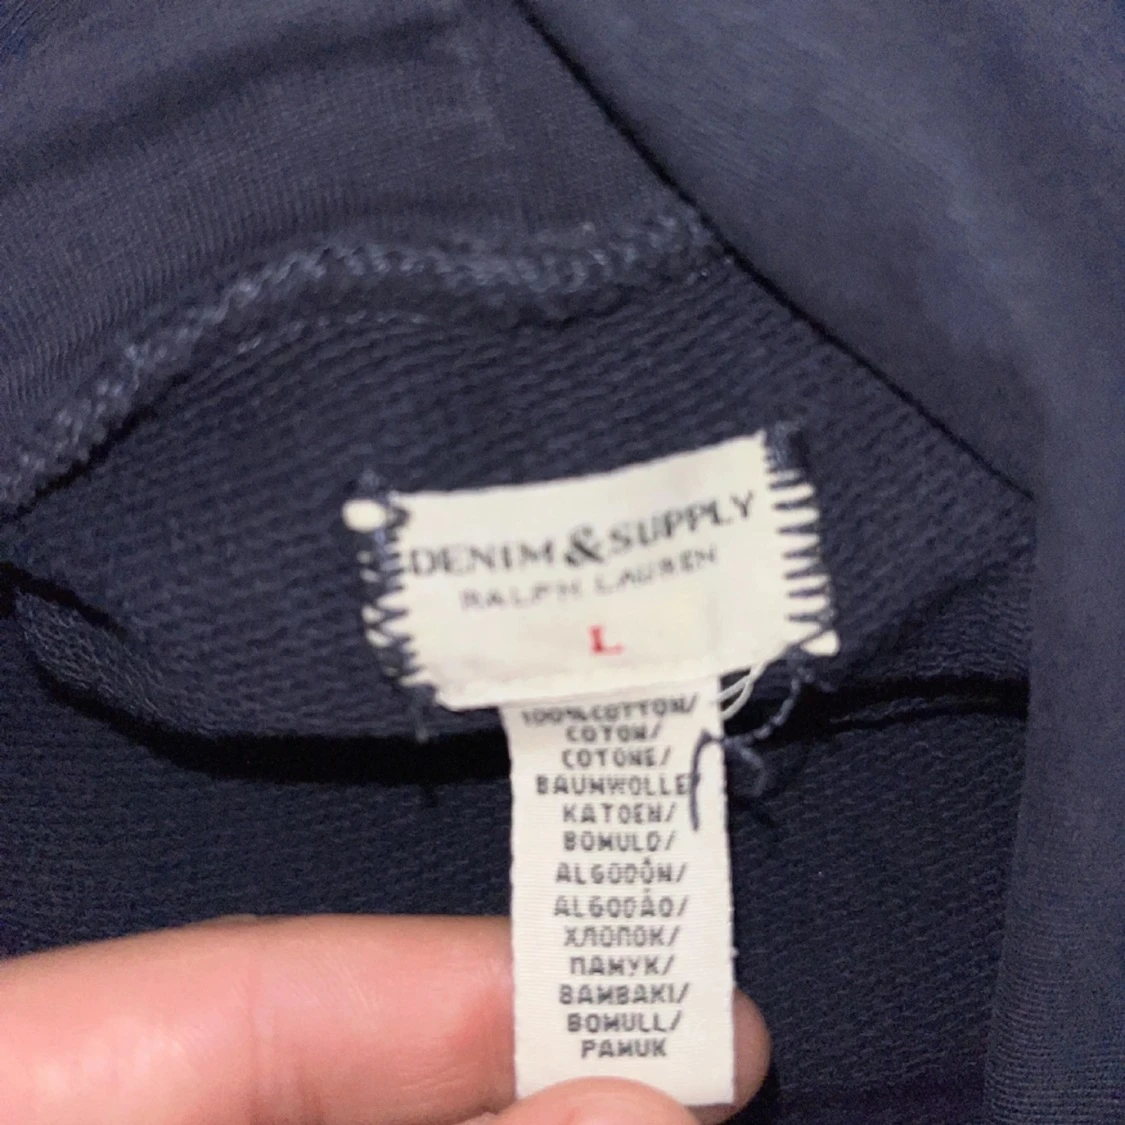 DENIM & SUPPLY
RALPH LAUREN
L
100% COTTON/
COTON/
COTONE/
BAUMWOLLE
KATOEN/
BOMULD/
ALGODÓN/
ALGODÃO/
ХЛОПОК/
ПАМУК/
BAMBAKI/
BOMULL/
PAMUK